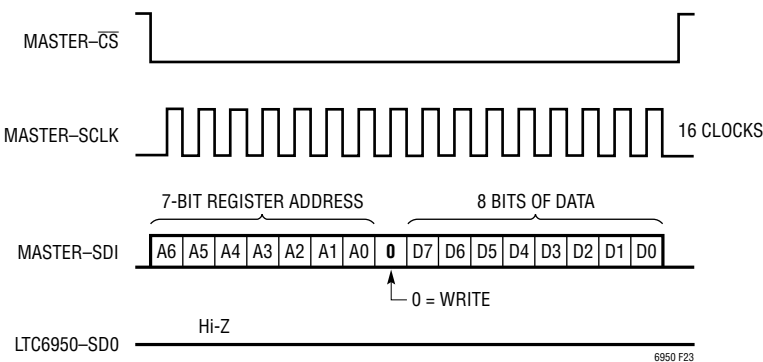 MASTER–C̅S̅
MASTER–SCLK
16 CLOCKS
7-BIT REGISTER ADDRESS
8 BITS OF DATA
MASTER–SDI
A6 A5 A4 A3 A2 A1 A0 0 D7 D6 D5 D4 D3 D2 D1 D0
0 = WRITE
Hi-Z
LTC6950–SD0
6950 F23